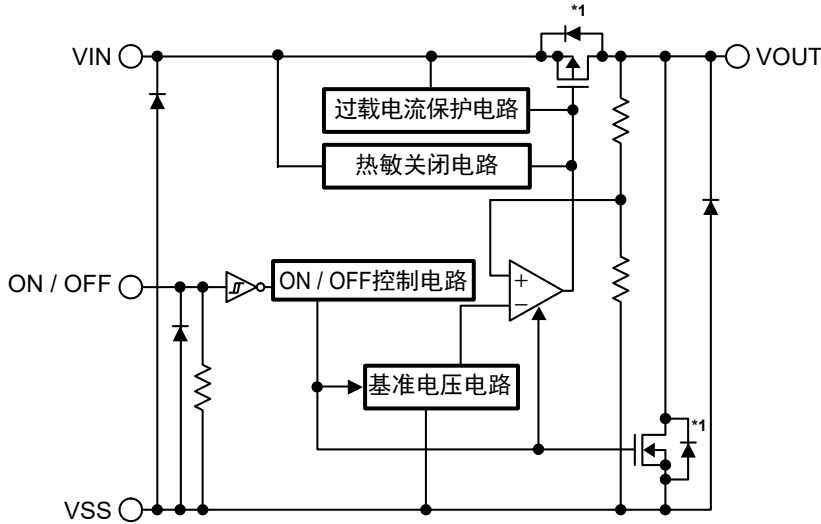 *1
VIN
VOUT
过载电流保护电路
热敏关闭电路
+
−
ON / OFF
ON / OFF控制电路
基准电压电路
*1
VSS